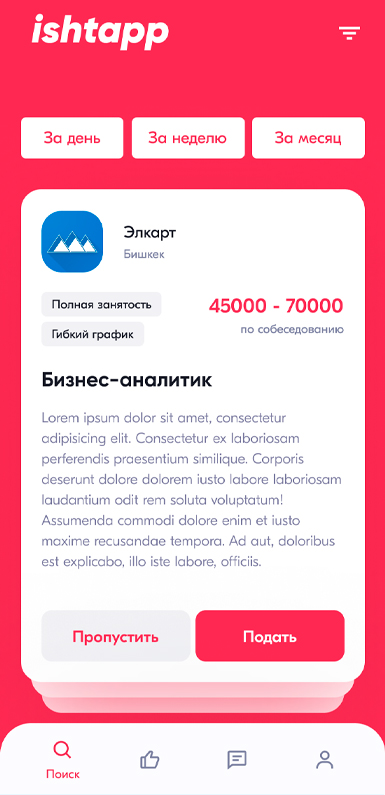 ishtapp
За день
За неделю
За месяц
Элкарт
Бишкек
Полная занятость
Гибкий график
45000 - 70000
по собеседованию
Бизнес-аналитик
Lorem ipsum dolor sit amet, consectetur
adipisicing elit. Consectetur ex laboriosam
perferendis praesentium similique. Corporis
deserunt dolore dolorem iusto labore laboriosam
laudantium odit rem soluta voluptatum!
Assumenda commodi dolore enim et iusto
maxime recusandae tempora. Ad aut, doloribus
est explicabo, illo iste labore, officiis.
Пропустить
Подать
Поиск